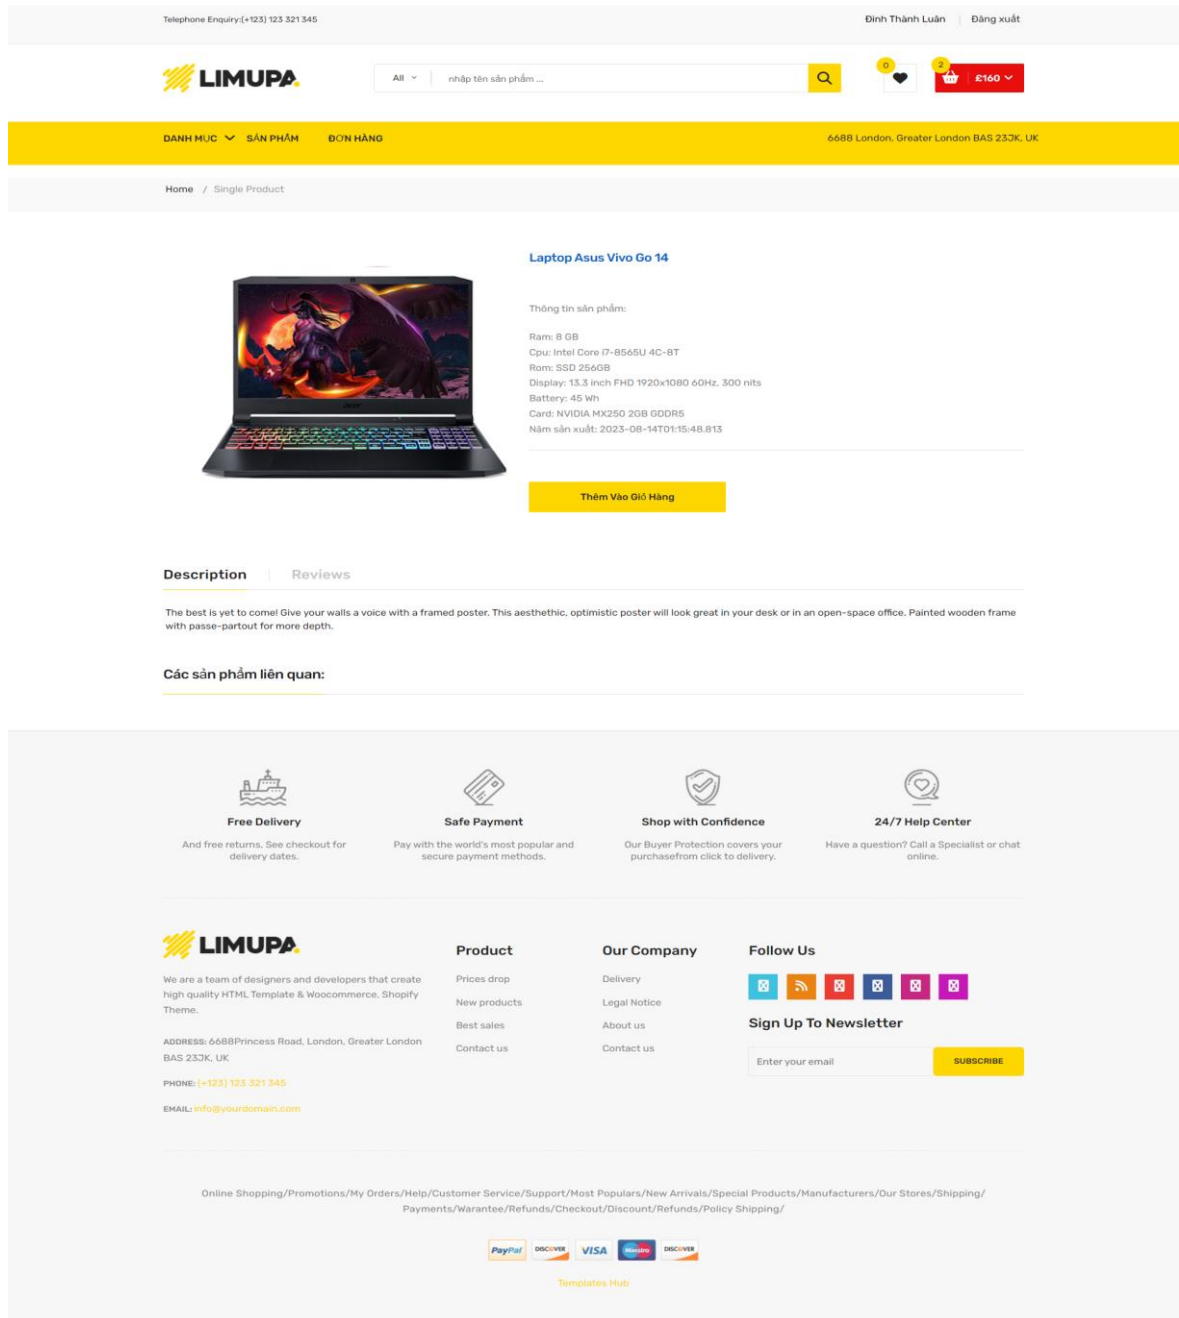 Telephone Enquiry:(+123) 123 321 345
Đinh Thành Luân
Đăng xuất
LIMUPA.
All
nhập tên sản phẩm ...
0
2
£160
DANH MỤC
SẢN PHẨM
ĐƠN HÀNG
6688 London, Greater London BAS 23JK, UK
Home / Single Product
Laptop Asus Vivo Go 14
Thông tin sản phẩm:
Ram: 8 GB
Cpu: Intel Core i7-8565U 4C-8T
Rom: SSD 256GB
Display: 13.3 inch FHD 1920x1080 60Hz, 300 nits
Battery: 45 Wh
Card: NVIDIA MX250 2GB GDDR5
Năm sản xuất: 2023-08-14T01:15:48.813
acer
Thêm Vào Giỏ Hàng
Description
Reviews
The best is yet to come! Give your walls a voice with a framed poster. This aesthethic, optimistic poster will look great in your desk or in an open-space office. Painted wooden frame
with passe-partout for more depth.
Các sản phẩm liên quan:
Free Delivery
And free returns. See checkout for
delivery dates.
Safe Payment
Pay with the world's most popular and
secure payment methods.
Shop with Confidence
Our Buyer Protection covers your
purchasefrom click to delivery.
24/7 Help Center
Have a question? Call a Specialist or chat
online.
LIMUPA.
We are a team of designers and developers that create
high quality HTML Template & Woocommerce, Shopify
Theme.
ADDRESS: 6688Princess Road, London, Greater London
BAS 23JK, UK
PHONE: (+123) 123 321 345
EMAIL: info@yourdomain.com
Product
Prices drop
New products
Best sales
Contact us
Our Company
Delivery
Legal Notice
About us
Contact us
Follow Us
Sign Up To Newsletter
Enter your email
SUBSCRIBE
Online Shopping/Promotions/My Orders/Help/Customer Service/Support/Most Populars/New Arrivals/Special Products/Manufacturers/Our Stores/Shipping/
Payments/Warantee/Refunds/Checkout/Discount/Refunds/Policy Shipping/
PayPal
DISCOVER
VISA
Maestro
DISCOVER
Templates Hub